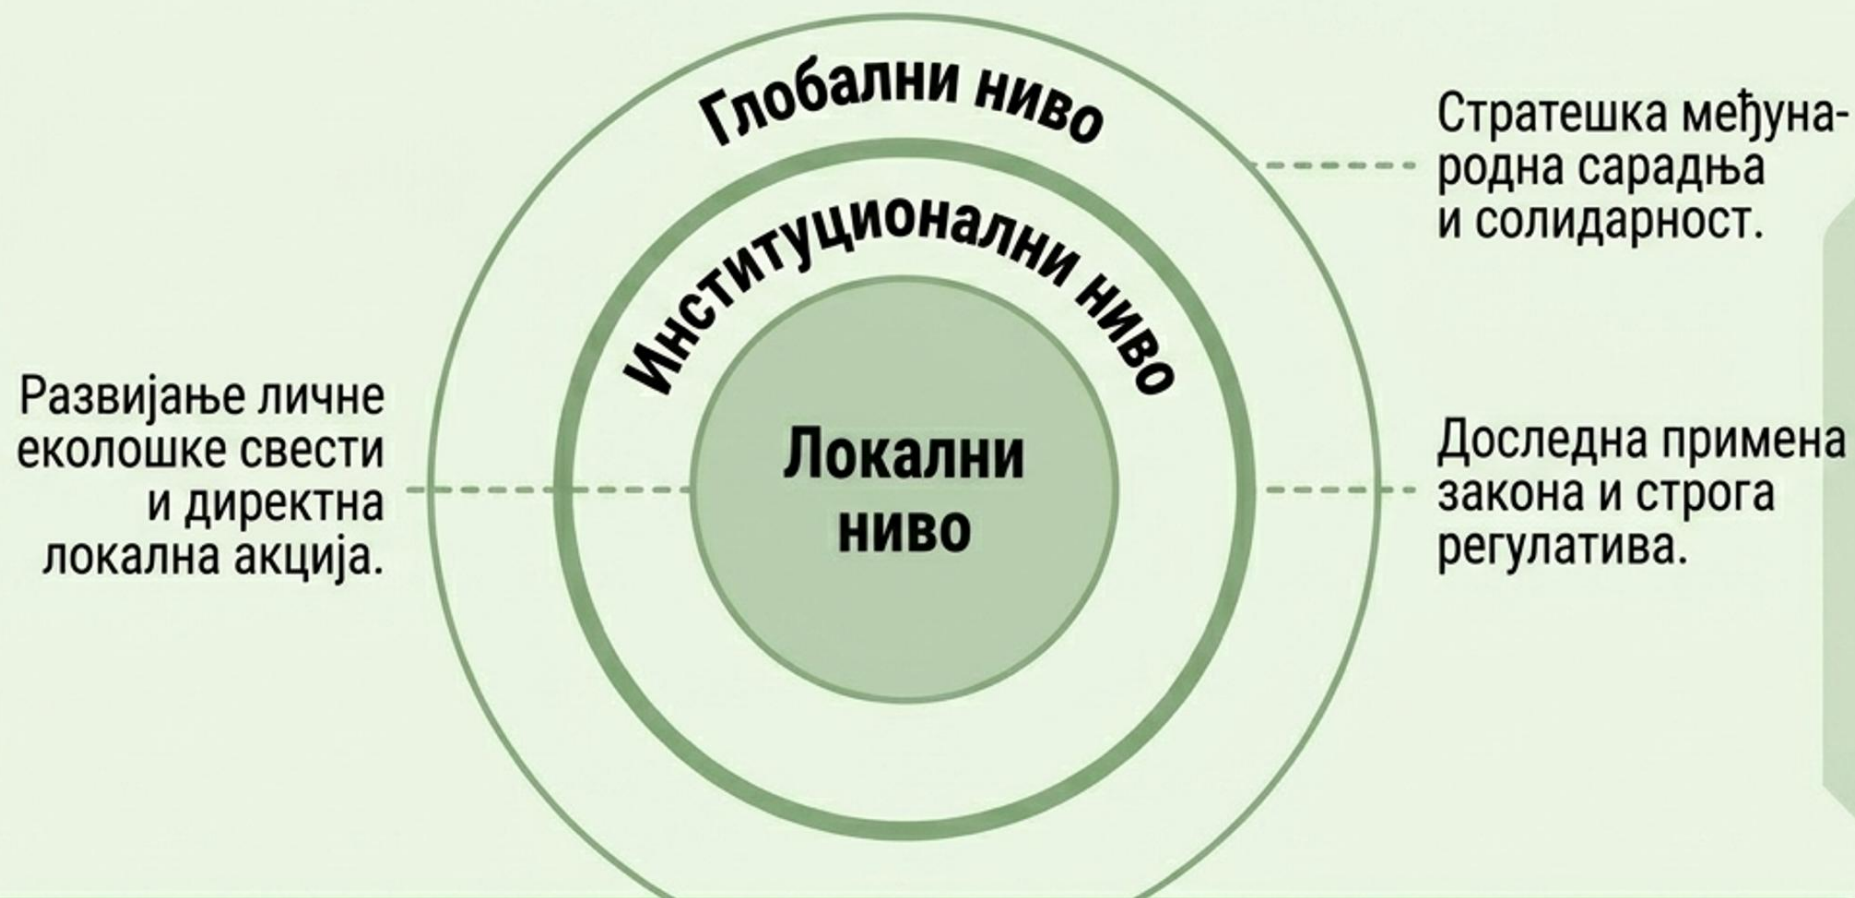 Глобални ниво
Институционални ниво
Локални
ниво
Стратешка међуна-
родна сарадња
и солидарност.
Развијање личне
еколошке свести
и директна
локална акција.
Доследна примена
закона и строга
регулатива.